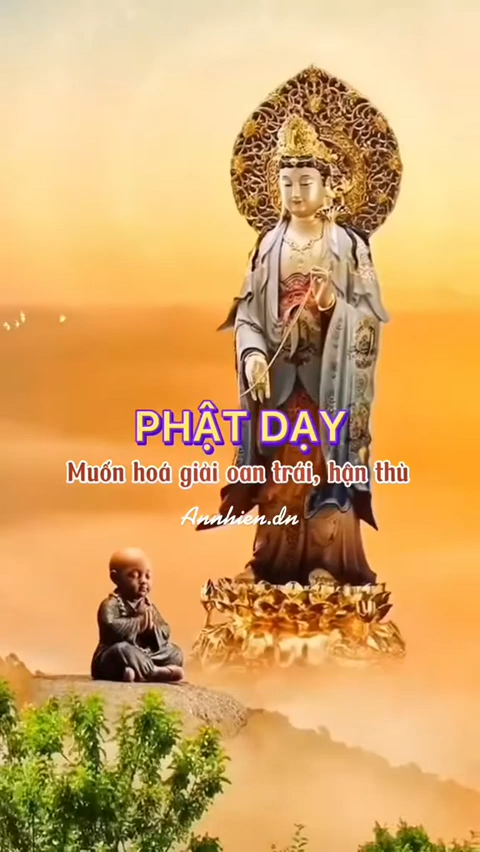 PHẬT DẠY
Muốn hoá giải oan trái, hận thù
Annhien.dn